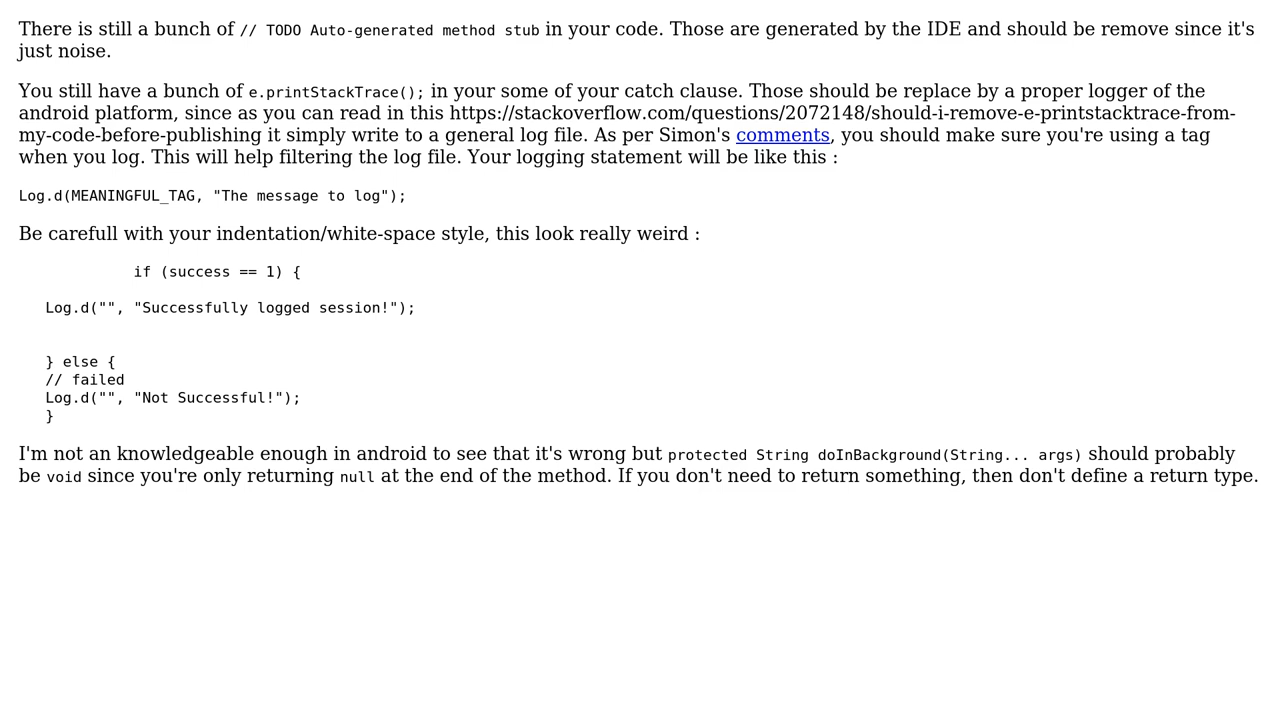 There is still a bunch of // TODO Auto-generated method stub in your code. Those are generated by the IDE and should be remove since it's
just noise.
You still have a bunch of e.printStackTrace(); in your some of your catch clause. Those should be replace by a proper logger of the
android platform, since as you can read in this https://stackoverflow.com/questions/2072148/should-i-remove-e-printstacktrace-from-
my-code-before-publishing it simply write to a general log file. As per Simon's comments, you should make sure you're using a tag
when you log. This will help filtering the log file. Your logging statement will be like this :
Log.d(MEANINGFUL_TAG, "The message to log");
Be carefull with your indentation/white-space style, this look really weird :
if (success == 1) {
Log.d("", "Successfully logged session!");
} else {
// failed
Log.d("", "Not Successful!");
}
I'm not an knowledgeable enough in android to see that it's wrong but protected String doInBackground(String... args) should probably
be void since you're only returning null at the end of the method. If you don't need to return something, then don't define a return type.